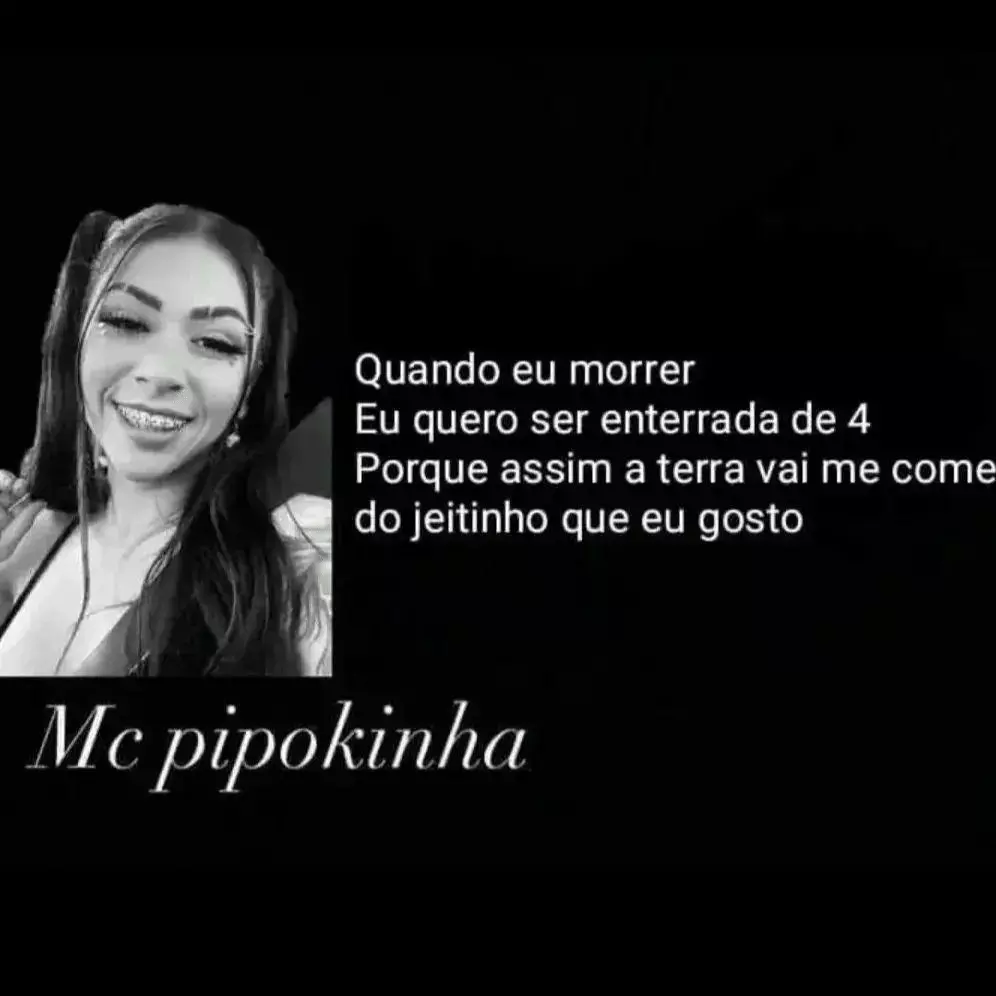 Quando eu morrer
Eu quero ser enterrada de 4
Porque assim a terra vai me come
do jeitinho que eu gosto
Mc pipokinha